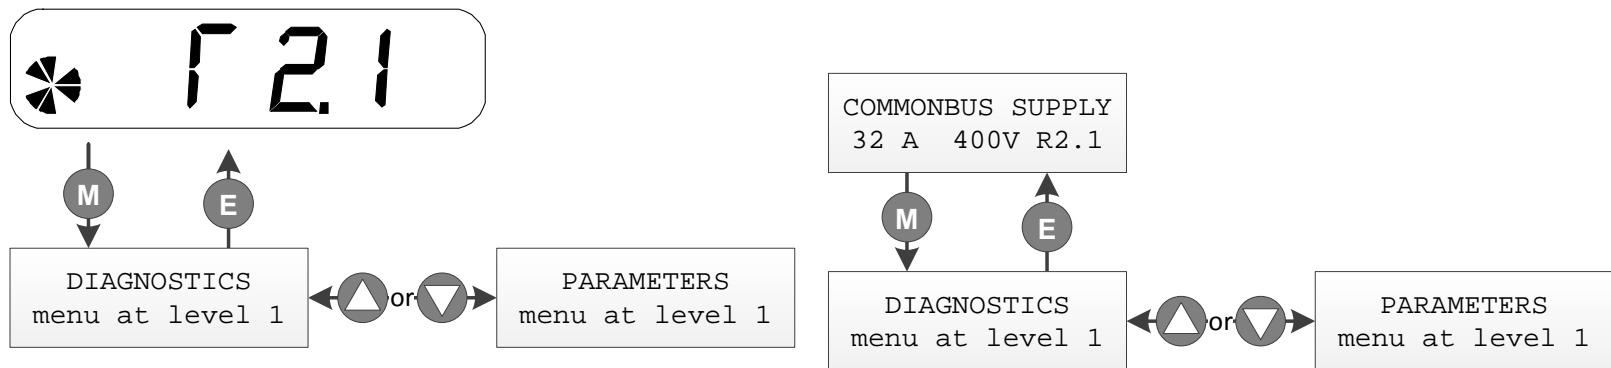 r 2.1
M
E
DIAGNOSTICS
menu at level 1
or
PARAMETERS
menu at level 1
COMMONBUS SUPPLY
32 A 400V R2.1
M
E
DIAGNOSTICS
menu at level 1
or
PARAMETERS
menu at level 1